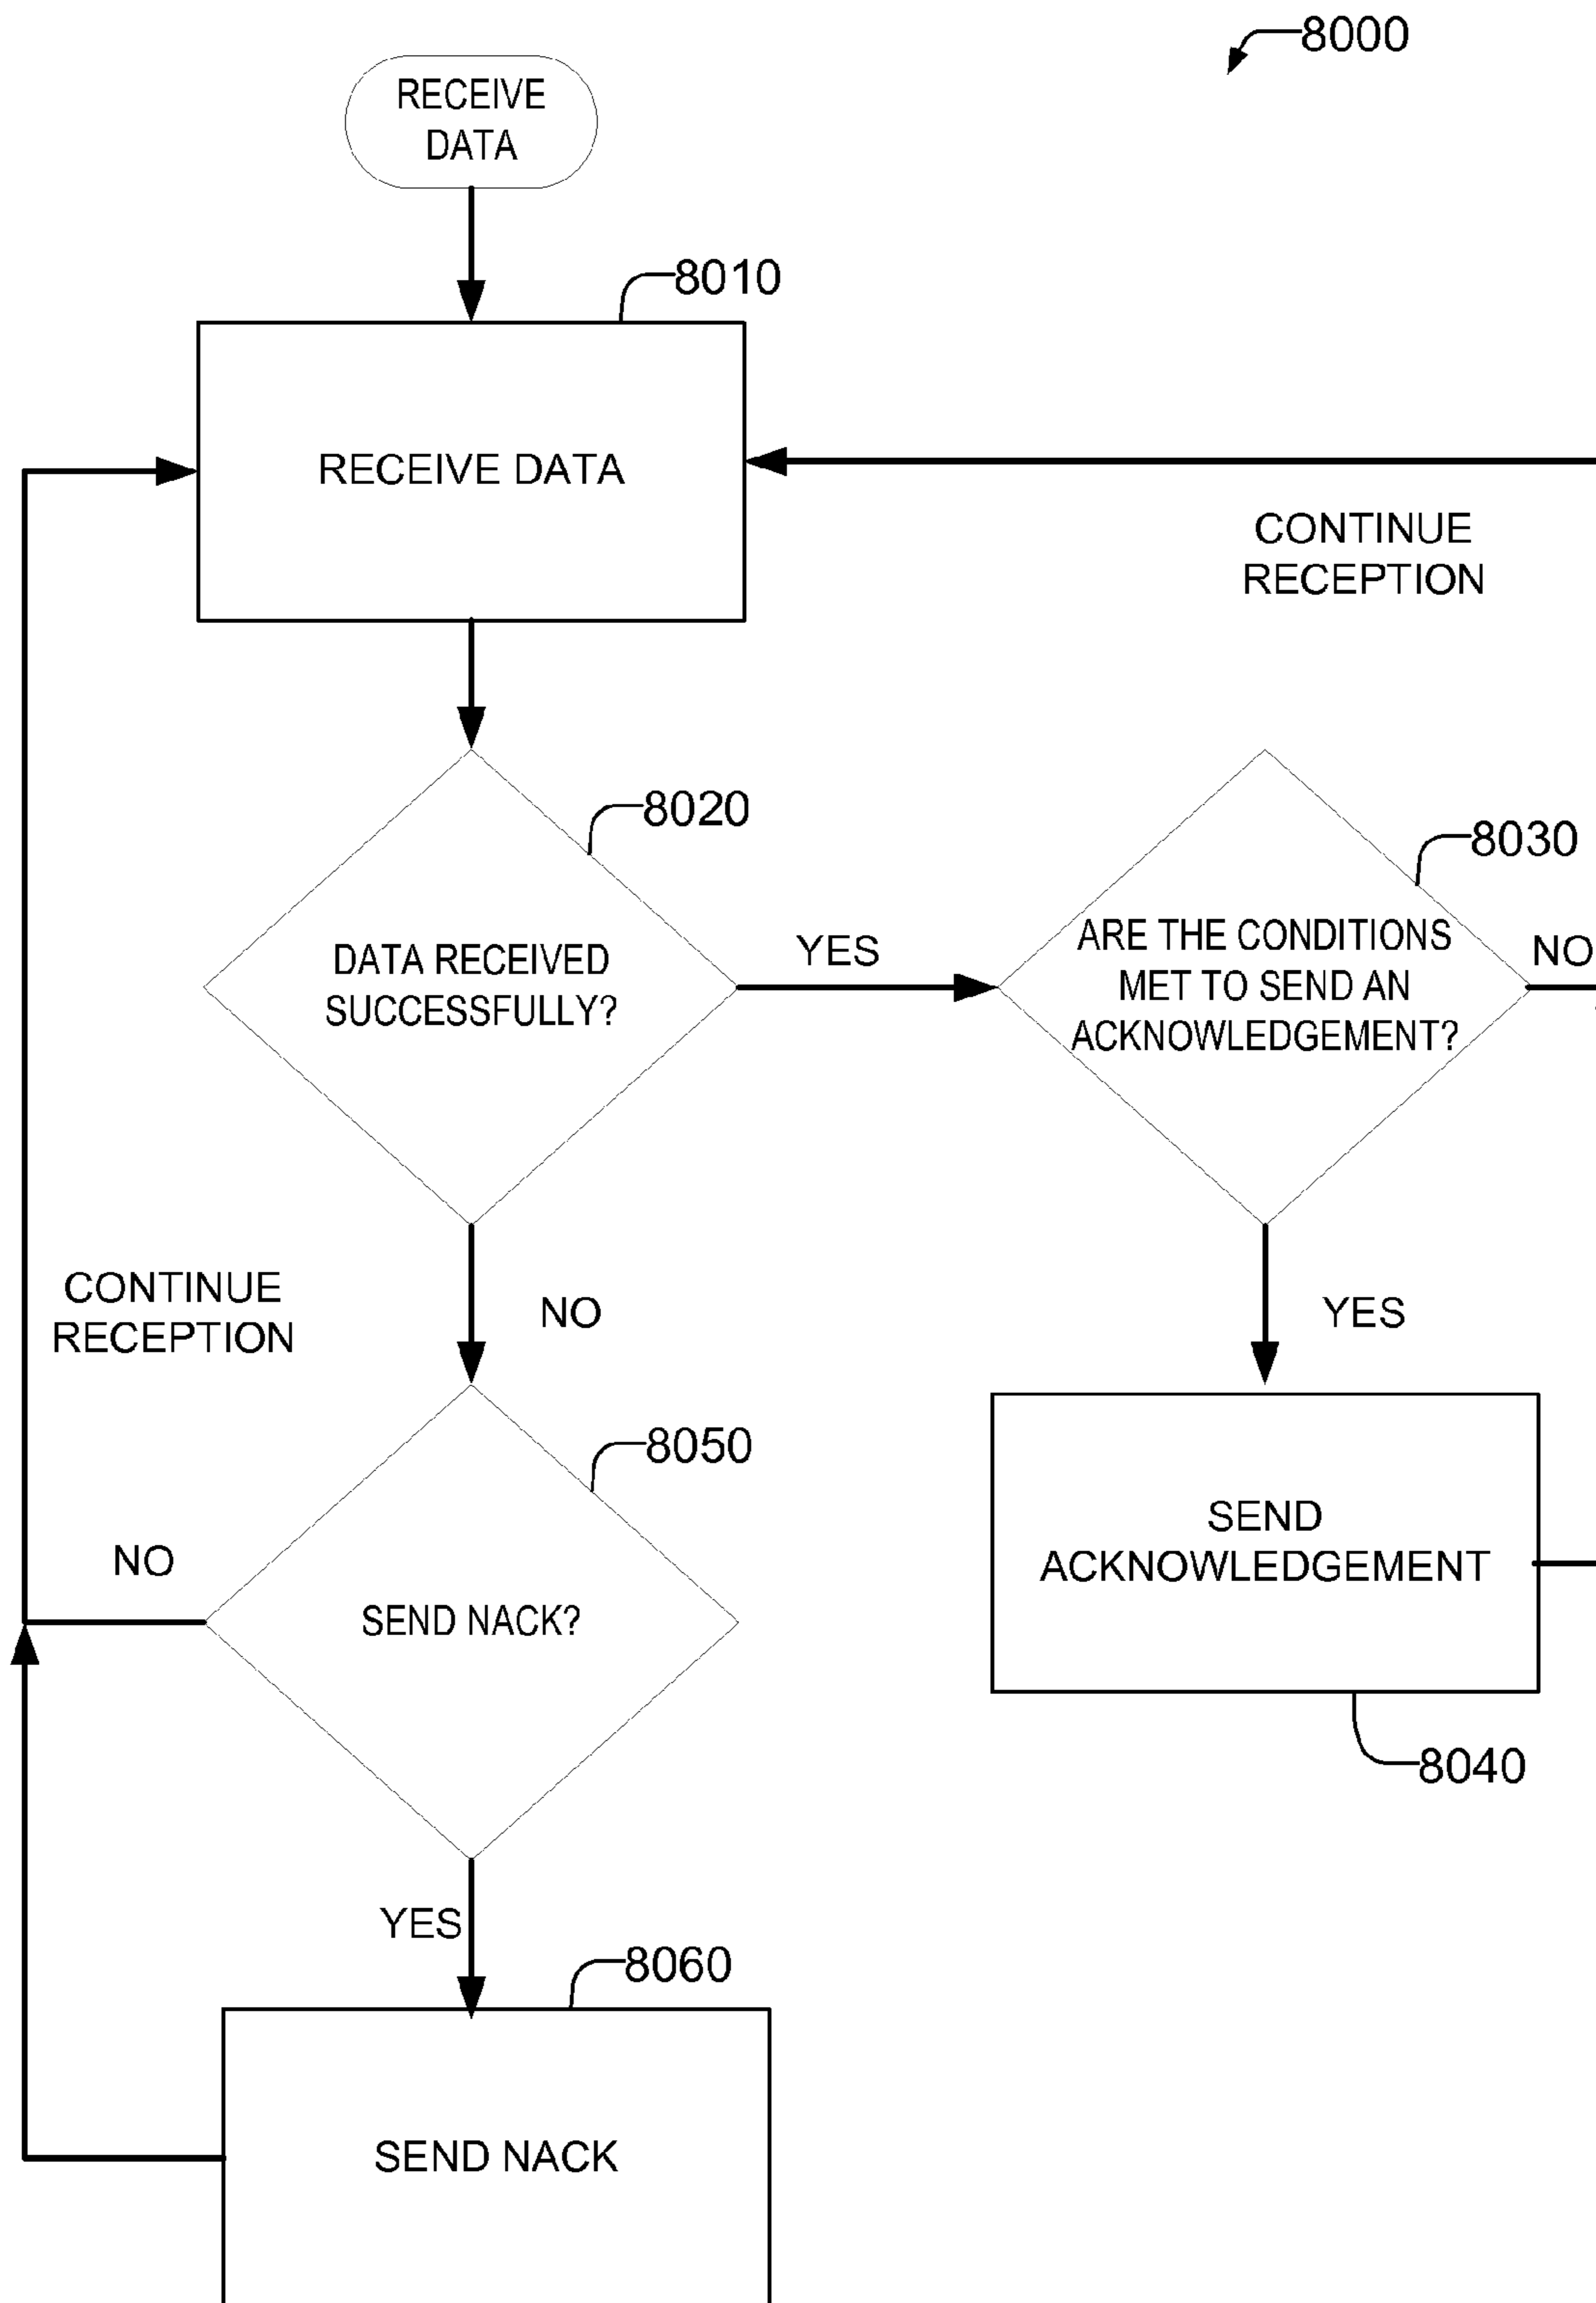 8000
RECEIVE
DATA
8010
RECEIVE DATA
CONTINUE
RECEPTION
8020
8030
DATA RECEIVED
SUCCESSFULLY?
YES
ARE THE CONDITIONS
MET TO SEND AN
ACKNOWLEDGEMENT?
NO
CONTINUE
RECEPTION
NO
YES
8050
SEND
ACKNOWLEDGEMENT
NO
SEND NACK?
8040
YES
8060
SEND NACK